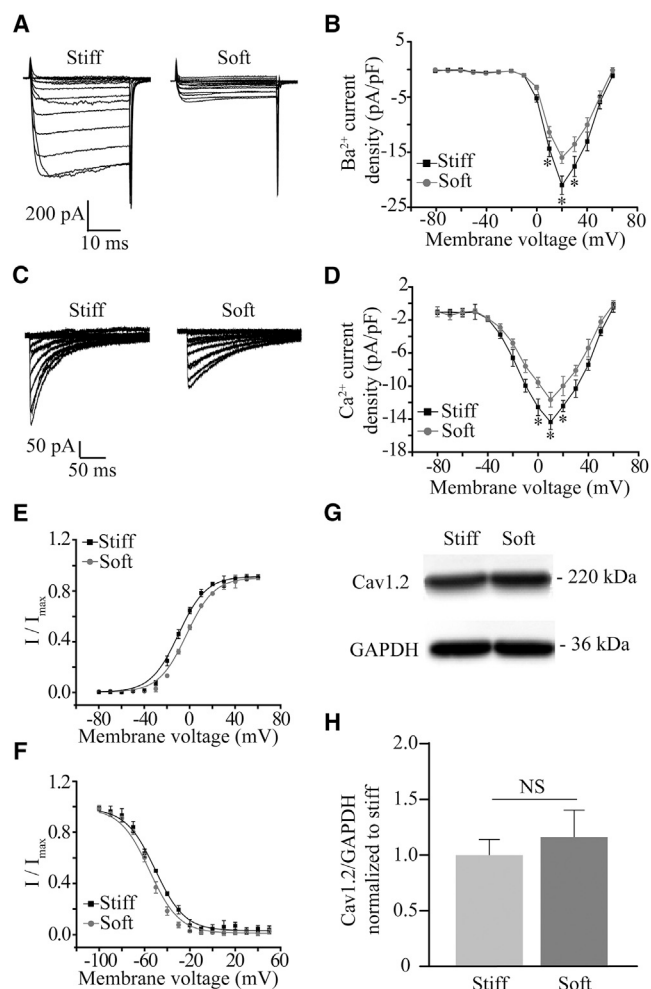 A
Stiff
Soft
200 pA
10 ms
B
5
-5
-15
-25
Ba2+ current
density (pA/pF)
Stiff
Soft
*
*
*
-80
-40
0
40
80
Membrane voltage (mV)
C
Stiff
Soft
50 pA
50 ms
D
2
-2
-6
-10
-14
-18
Ca2+ current
density (pA/pF)
Stiff
Soft
*
*
*
-80
-40
0
40
80
Membrane voltage (mV)
E
Stiff
Soft
1.2
0.8
0.4
0.0
I / Imax
-80
-40
0
40
80
Membrane voltage (mV)
F
1.2
0.8
0.4
0.0
I / Imax
Stiff
Soft
-100
-60
-20
20
60
Membrane voltage (mV)
G
Stiff
Soft
Cav1.2
- 220 kDa
GAPDH
- 36 kDa
H
2.0
1.5
1.0
0.5
0
Cav1.2/GAPDH
normalized to stiff
NS
Stiff
Soft